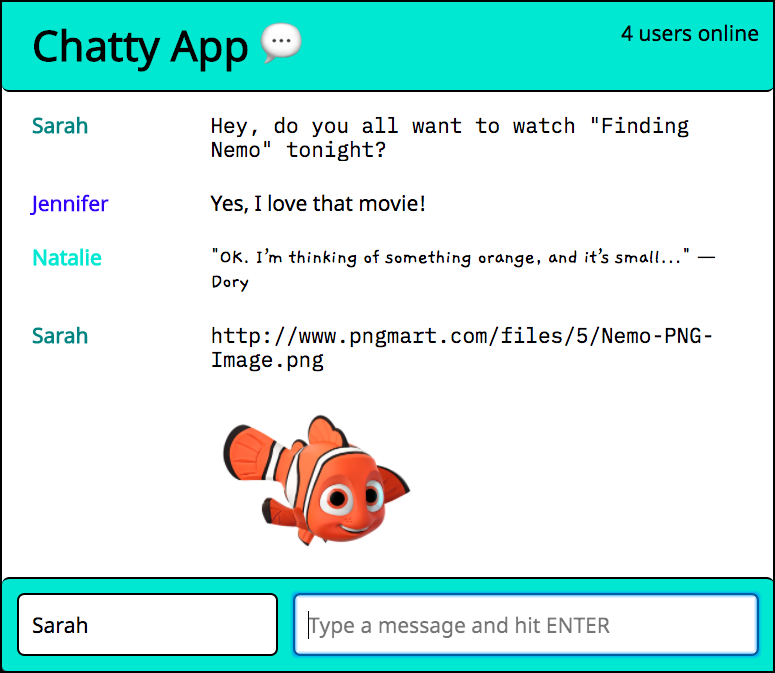 Chatty App 💬
4 users online
Sarah
Hey, do you all want to watch "Finding
Nemo" tonight?
Jennifer
Yes, I love that movie!
Natalie
"OK. I'm thinking of something orange, and it's small..." —
Dory
Sarah
http://www.pngmart.com/files/5/Nemo-PNG-
Image.png
Sarah
Type a message and hit ENTER